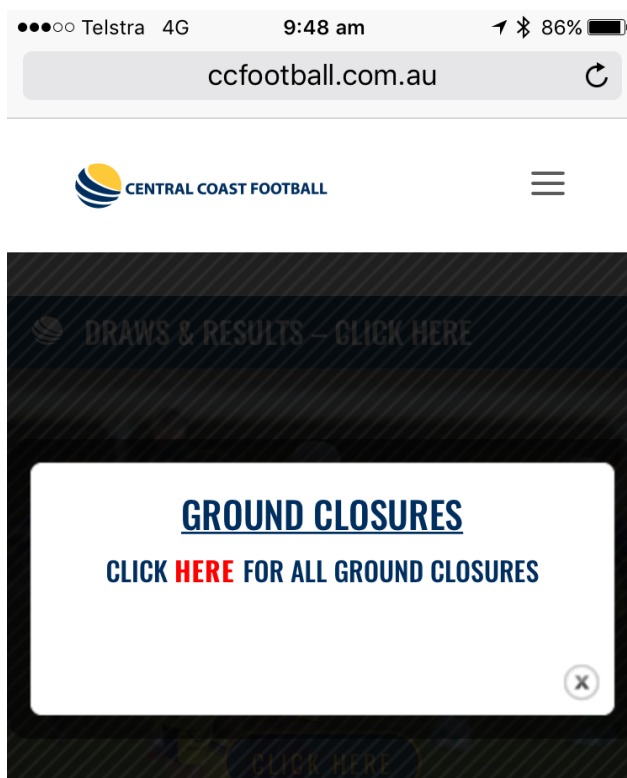 Telstra 4G 9:48 am 86%
ccfootball.com.au
CENTRAL COAST FOOTBALL
DRAWS & RESULTS – CLICK HERE
GROUND CLOSURES
CLICK HERE FOR ALL GROUND CLOSURES
x
CLICK HERE